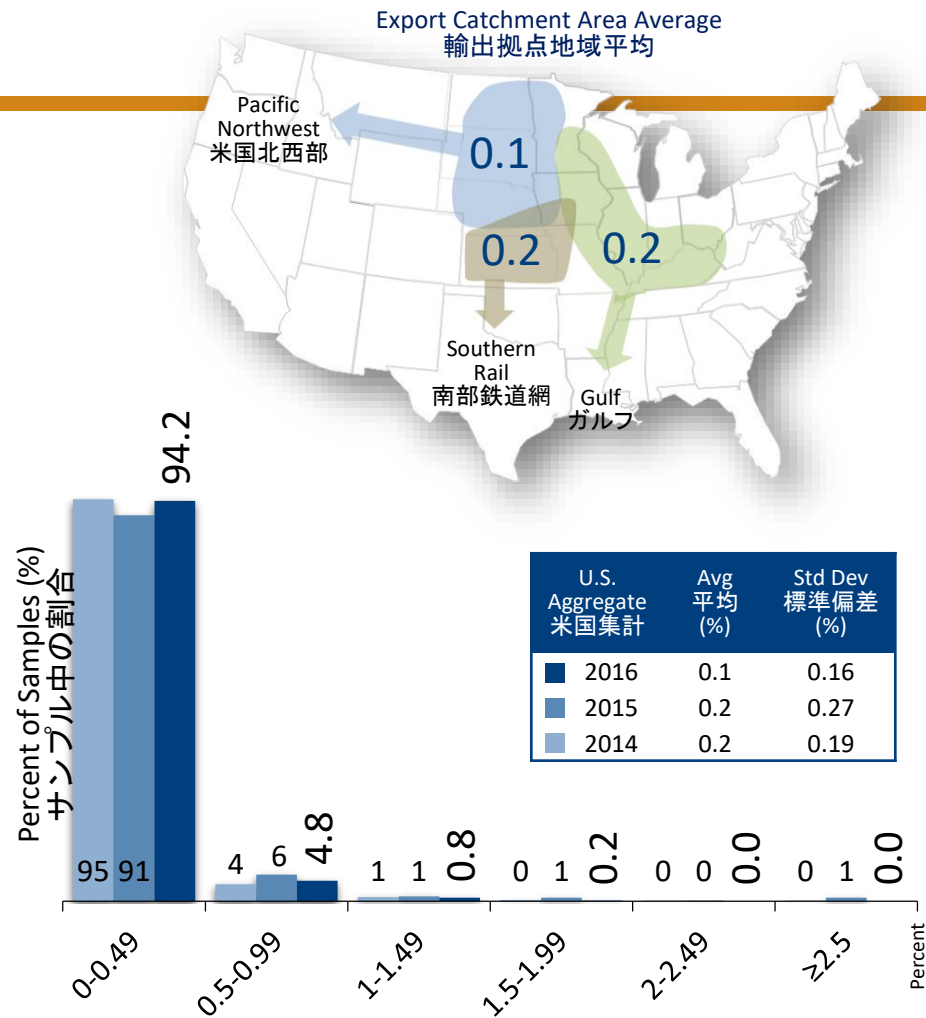 Export Catchment Area Average
輸出拠点地域平均
Pacific
Northwest
米国北西部
0.1
0.2
0.2
Southern
Rail
南部鉄道網
Gulf
ガルフ
Percent of Samples (%)
サンプル中の割合
95
91
94.2
4
6
4.8
1
1
0.8
0
1
0.2
0
0
0.0
0
1
0.0
0-0.49
0.5-0.99
1-1.49
1.5-1.99
2-2.49
≥2.5
Percent
U.S.
Aggregate
米国集計
Avg
平均
(%)
Std Dev
標準偏差
(%)
2016 0.1 0.16
2015 0.2 0.27
2014 0.2 0.19